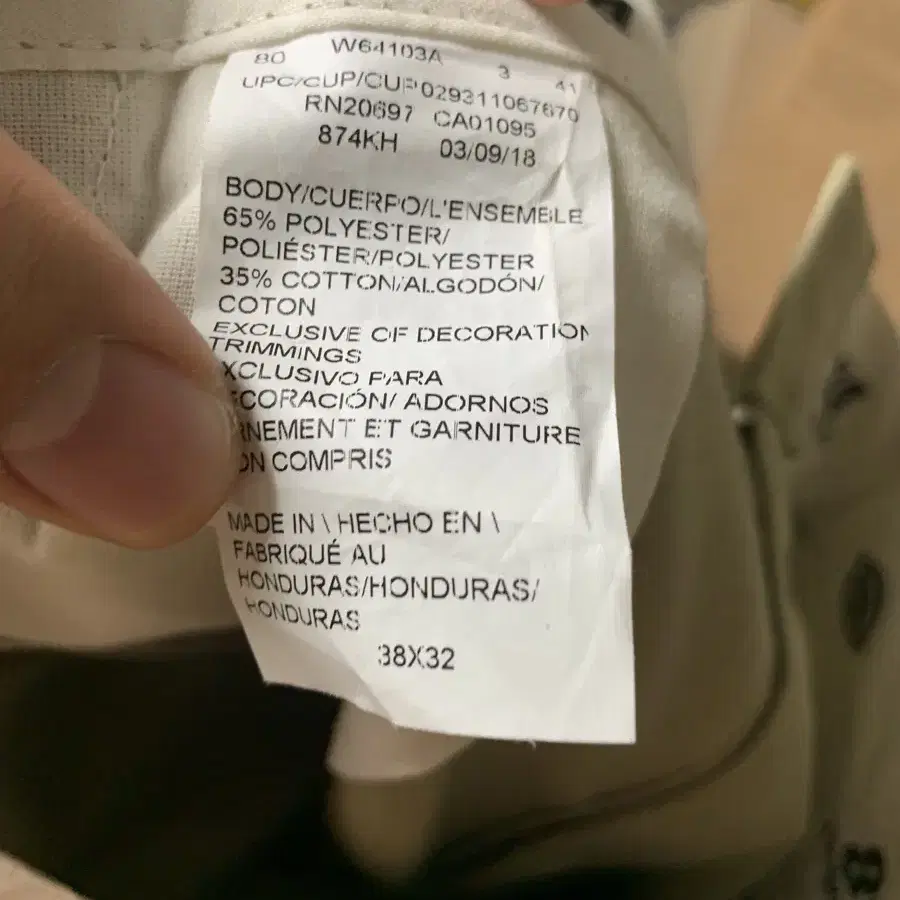 W64103A
80 3 41
UPC/CUP/CUP 029311067670
RN20697 CA01095
874KH 03/09/18
BODY/CUERPO/L'ENSEMBLE
65% POLYESTER/
POLIÉSTER/POLYESTER
35% COTTON/ALGODÓN/
COTON
EXCLUSIVE OF DECORATION
TRIMMINGS
XCLUSIVO PARA
CORACIÓN/ ADORNOS
RNEMENT ET GARNITURE
ON COMPRIS
MADE IN \ HECHO EN \
FABRIQUÉ AU
HONDURAS/HONDURAS/
HONDURAS
38X32